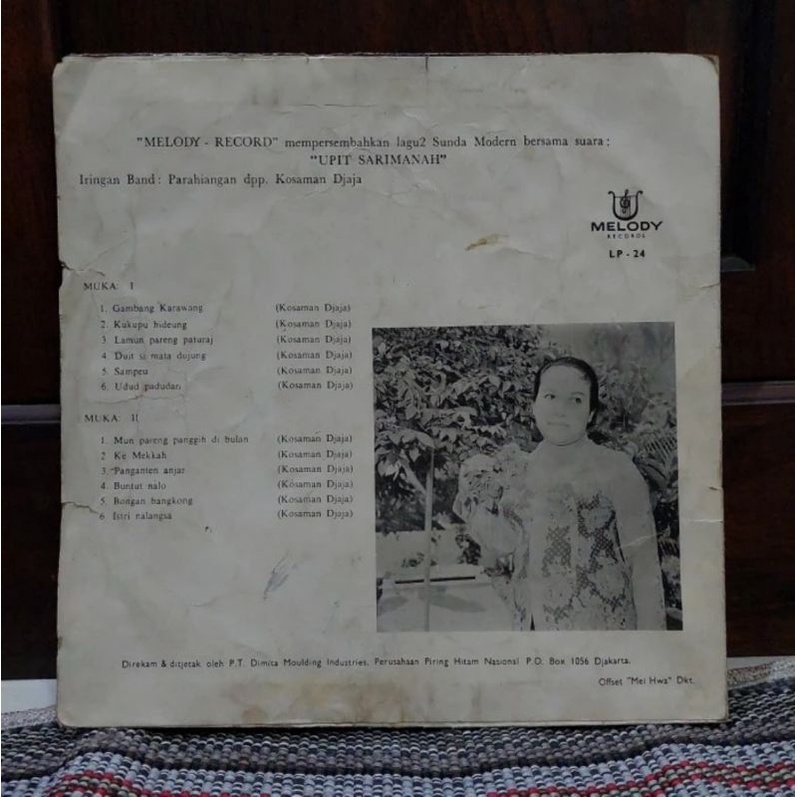 "MELODY - RECORD" mempersembahkan lagu2 Sunda Modern bersama suara :
"UPIT SARIMANAH"
Iringan Band : Parahiangan dpp. Kosaman Djaja
MELODY
RECORDS
LP - 24
MUKA: I
1. Gambang Karawang (Kosaman Djaja)
2. Kukupu hideung (Kosaman Djaja)
3. Lamun pareng paturaj (Kosaman Djaja)
4. Duit si mata dujung (Kosaman Djaja)
5. Sampeu (Kosaman Djaja)
6. Udud padudan (Kosaman Djaja)
MUKA: II
1. Mun pareng panggih di bulan (Kosaman Djaja)
2 Ke Mekkah (Kosaman Djaja)
3. Panganten anjar (Kosaman Djaja)
4. Buntut nalo (Kosaman Djaja)
5. Bongan bangkong (Kosaman Djaja)
6. Istri nalangsa (Kosaman Djaja)
Direkam & ditjetak oleh P.T. Dimita Moulding Industries, Perusahaan Piring Hitam Nasional P.O. Box 1056 Djakarta.
Offset "Mei Hwa" Dkt.